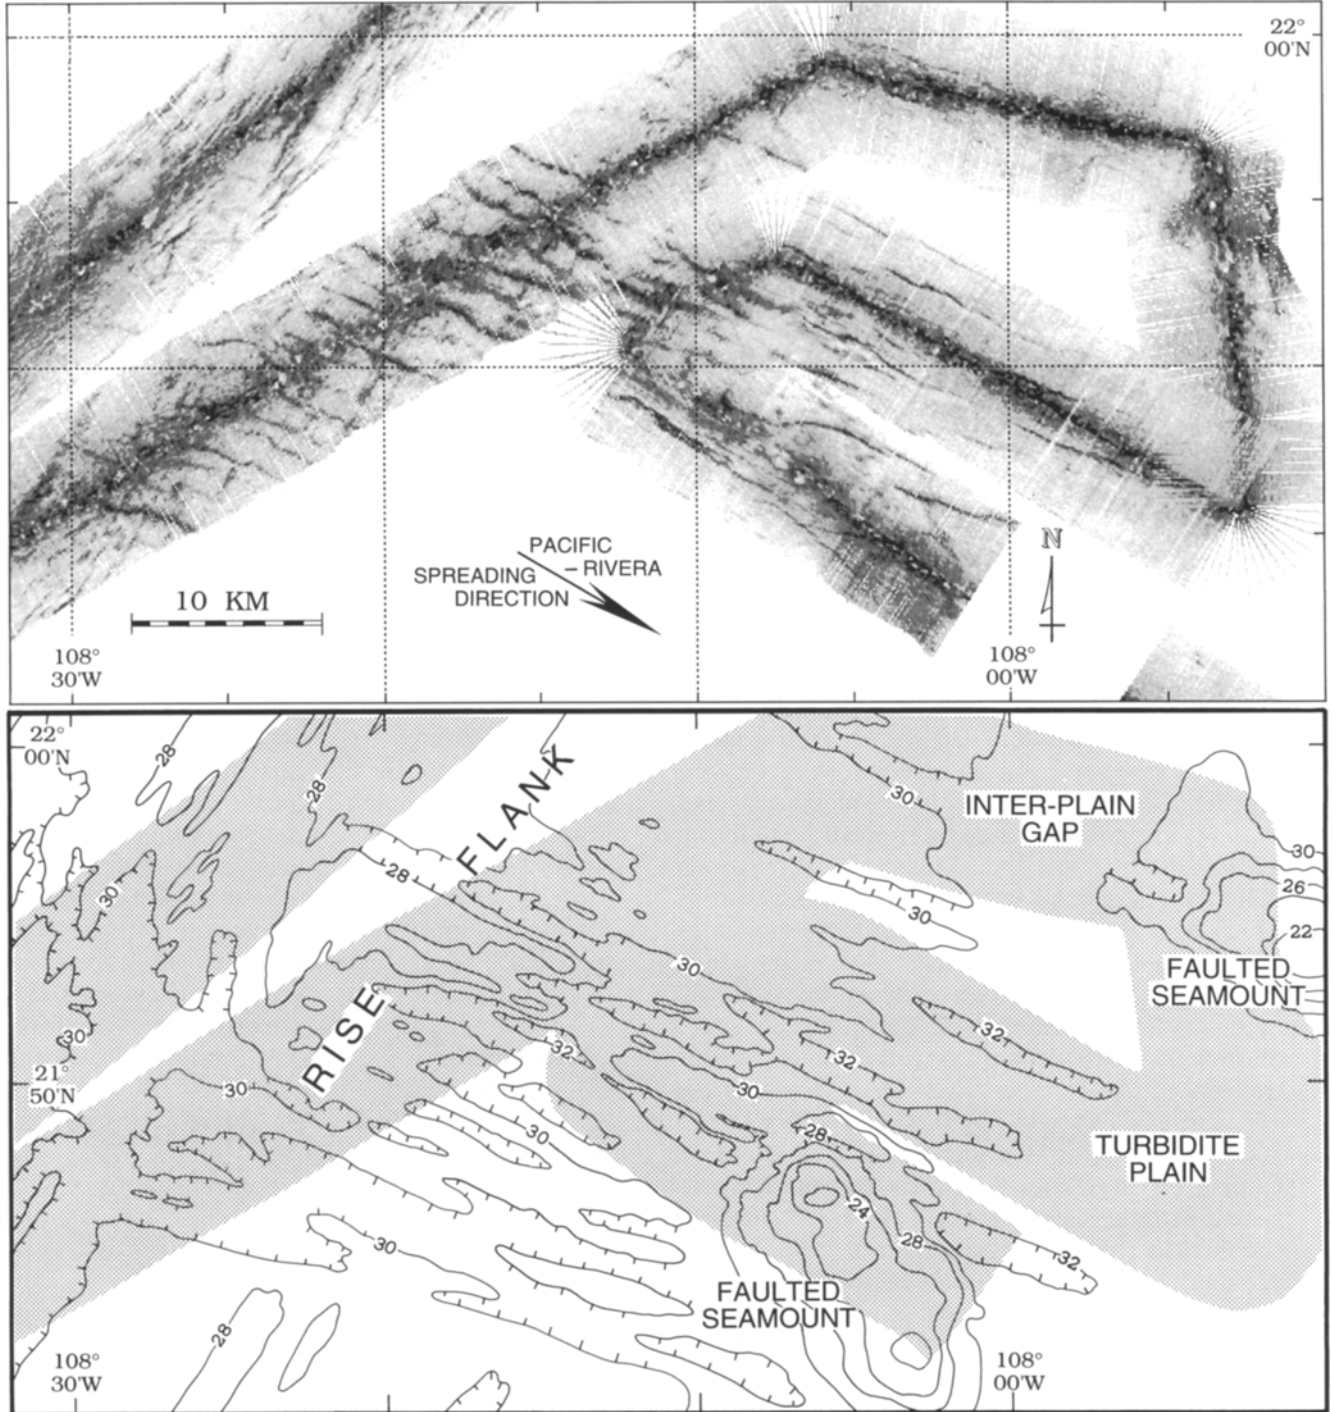 22°
00'N
PACIFIC
– RIVERA
SPREADING
DIRECTION
N
10 KM
108°
30'W
108°
00'W
22°
00'N
28
28
FLANK
30
INTER-PLAIN
GAP
30
28
26
30
30
22
FAULTED
SEAMOUNT
30
RISE
32
30
32
32
21°
50'N
30
30
28
30
TURBIDITE
PLAIN
24
28
30
32
FAULTED
SEAMOUNT
28
108°
30'W
108°
00'W